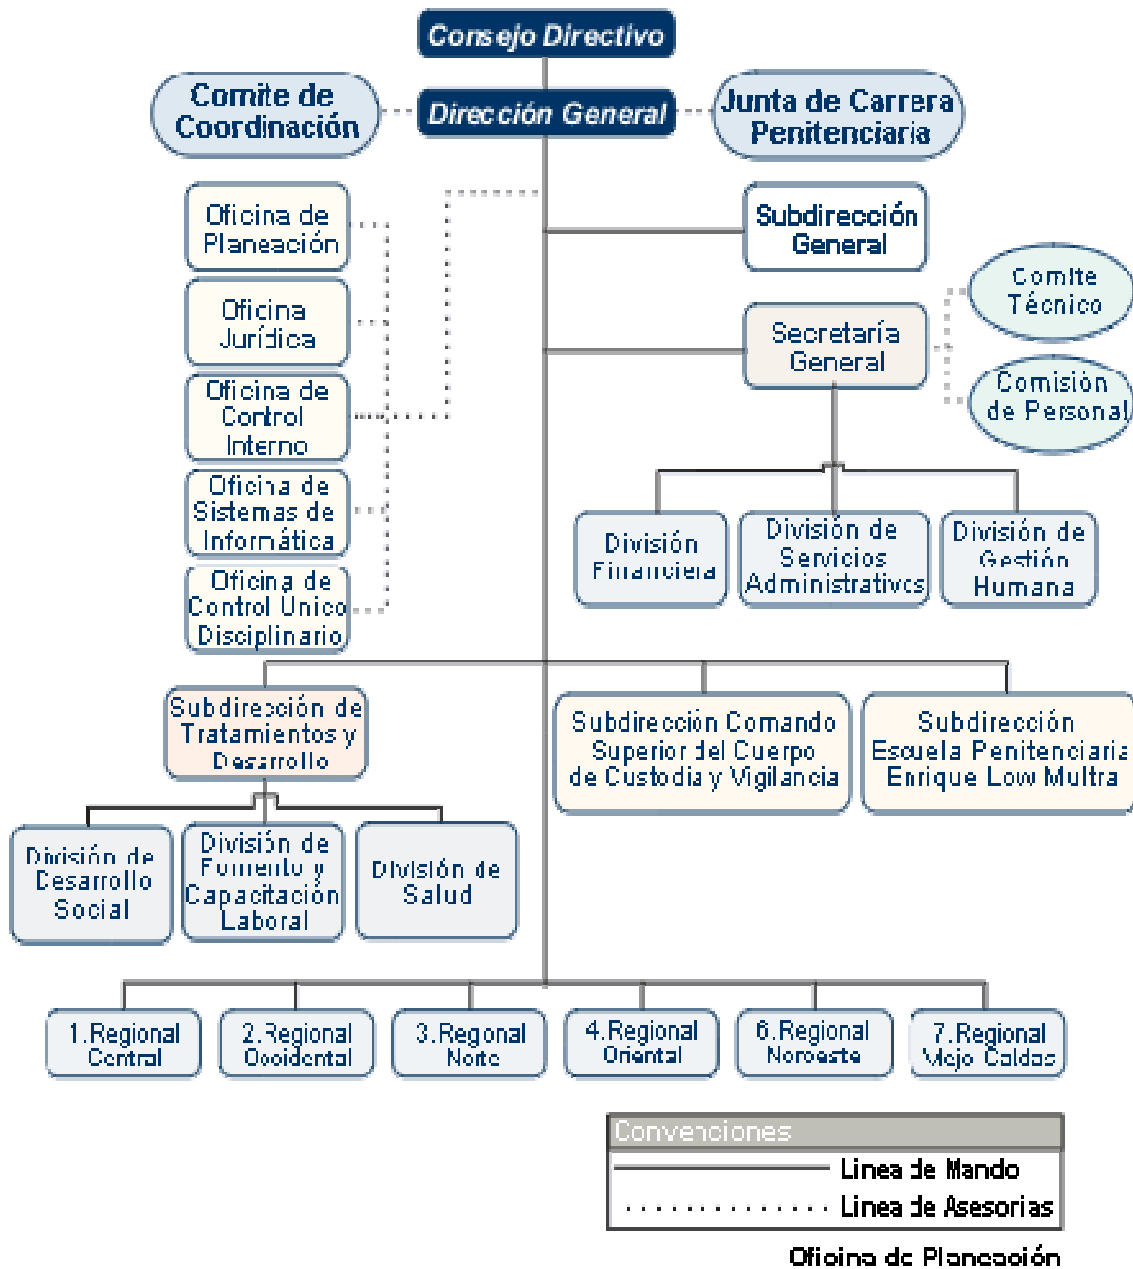 Consejo Directivo
Comite de
Coordinación
Dirección General
Junta de Carrera
Penitenciaria
Oficina de
Planeación
Subdirección
General
Comite
Técnico
Oficina
Jurídica
Secretaría
General
Comisión
de Personal
Oficina de
Control
Interno
Oficina de
Sistemas de
Informática
División
Financiera
División de
Servicios
Administrativos
División de
Gestión
Humana
Oficina de
Control Unico
Disciplinario
Subdirección de
Tratamientos y
Desarrollo
Subdirección Comando
Superior del Cuerpo
de Custodia y Vigilancia
Subdirección
Escuela Penitenciaria
Enrique Low Multra
División de
Desarrollo
Social
División de
Fomento y
Capacitación
Laboral
División de
Salud
1.Regional
Central
2.Regional
Occidental
3.Regional
Norte
4.Regional
Oriental
6.Regional
Noroeste
7.Regional
Viejo Caldas
Convenciones
Linea de Mando
Linea de Asesorias
Oficina de Planeación